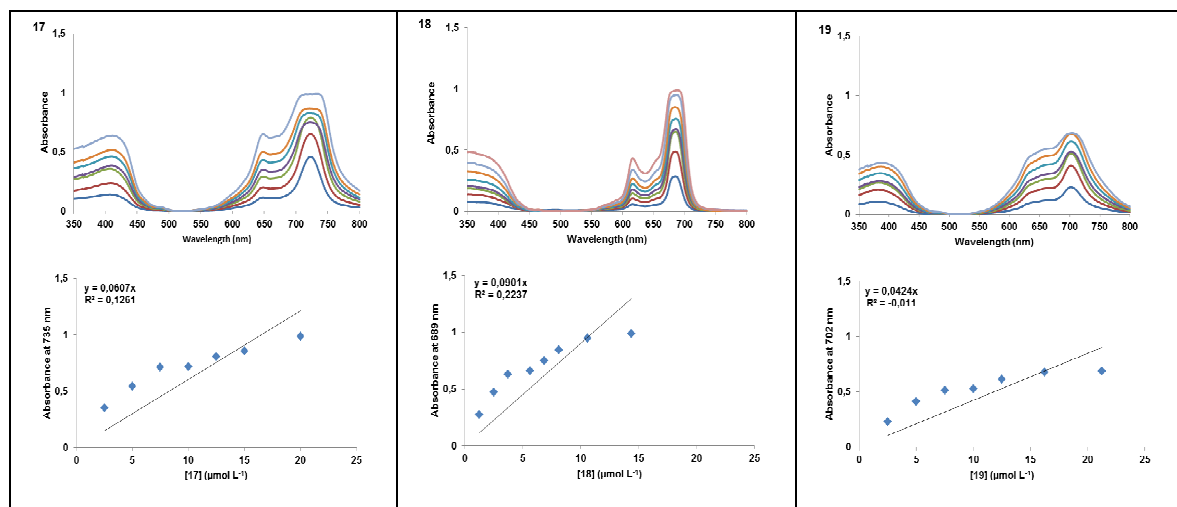 17
1,5
1
0,5
0
350 400 450 500 550 600 650 700 750 800
Absorbance
Wavelength (nm)
1,5
1
0,5
0
0 5 10 15 20 25
y = 0,0607x
R² = 0,1261
Absorbance at 735 nm
[17] (µmol L⁻¹)
18
1,5
1
0,5
0
350 400 450 500 550 600 650 700 750 800
Absorbance
Wavelength (nm)
1,5
1
0,5
0
0 5 10 15 20 25
y = 0,0901x
R² = 0,2237
Absorbance at 689 nm
[18] (µmol L⁻¹)
19
1,5
1
0,5
0
350 400 450 500 550 600 650 700 750 800
Absorbance
Wavelength (nm)
1,5
1
0,5
0
0 5 10 15 20 25
y = 0,0424x
R² = -0,011
Absorbance at 702 nm
[19] (µmol L⁻¹)